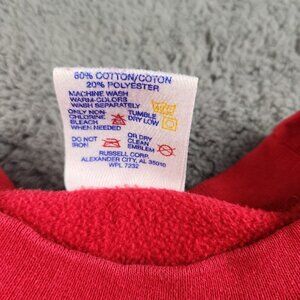 80% COTTON/COTON
20% POLYESTER
MACHINE WASH
WARM-COLORS
WASH SEPARATELY
ONLY NON-
CHLORINE
BLEACH
WHEN NEEDED
TUMBLE
DRY LOW
DO NOT
IRON
OR DRY
CLEAN
EMBLEM
RUSSELL CORP.
ALEXANDER CITY, AL 35010
WPL 7232